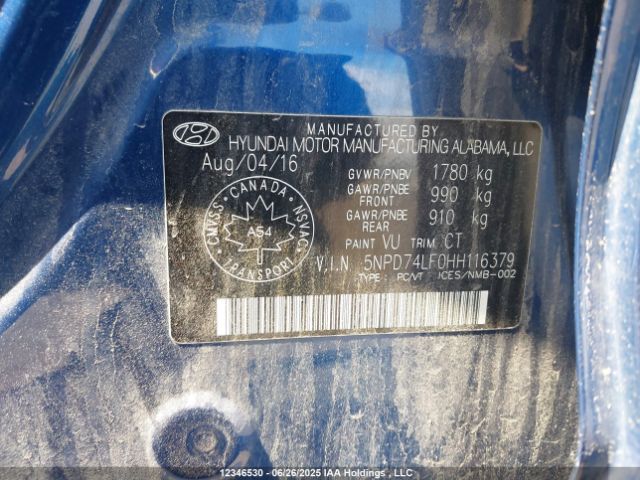 MANUFACTURED BY
HYUNDAI MOTOR MANUFACTURING ALABAMA, LLC
Aug/04/16
GVWR/PNBV 1780 kg
GAWR/PNBE FRONT 990 kg
GAWR/PNBE REAR 910 kg
PAINT VU TRIM CT
CANADA
CMVSS NSVAC
A54
TRANSPORT
V.I.N. 5NPD74LF0HH116379
TYPE : PC/VT ICES/NMB-002
12346530 - 06/26/2025 IAA Holdings , LLC